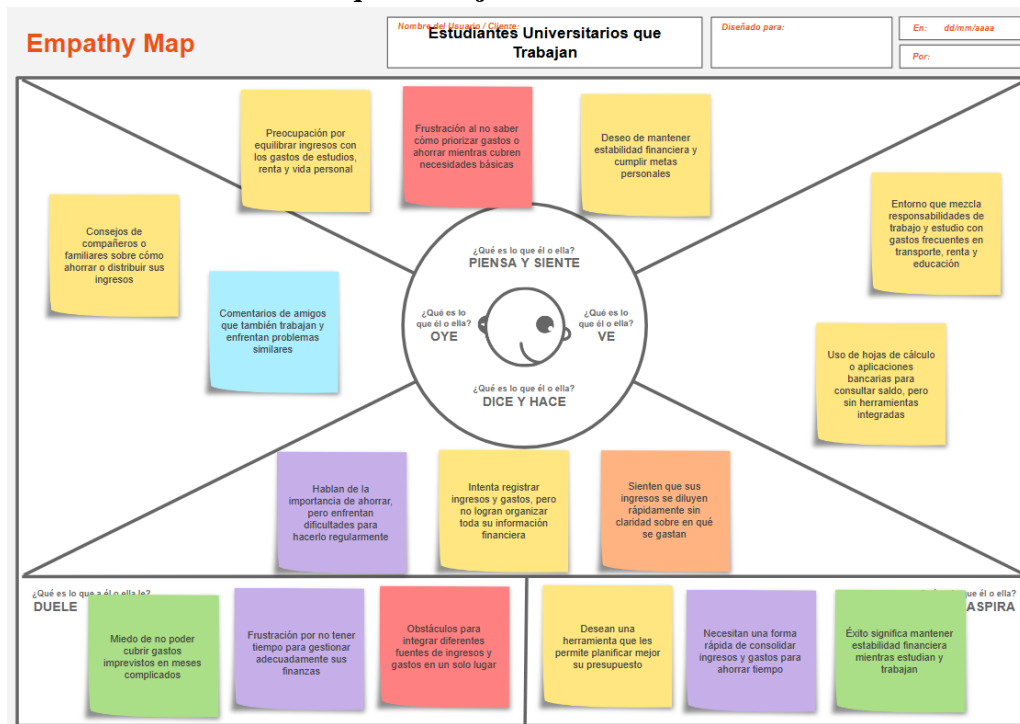 Empathy Map
Nombre del Usuario / Cliente:
Estudiantes Universitarios que
Trabajan
Diseñado para:
En: dd/mm/aaaa
Por:
Preocupación por
equilibrar ingresos con
los gastos de estudios,
renta y vida personal
Frustración al no saber
cómo priorizar gastos o
ahorrar mientras cubren
necesidades básicas
Deseo de mantener
estabilidad financiera y
cumplir metas
personales
Consejos de
compañeros o
familiares sobre cómo
ahorrar o distribuir sus
ingresos
Comentarios de amigos
que también trabajan y
enfrentan problemas
similares
Entorno que mezcla
responsabilidades de
trabajo y estudio con
gastos frecuentes en
transporte, renta y
educación
Uso de hojas de cálculo
o aplicaciones
bancarias para
consultar saldo, pero
sin herramientas
integradas
¿Qué es lo que él o ella?
PIENSA Y SIENTE
¿Qué es lo
que él o ella?
OYE
¿Qué es lo
que él o ella?
VE
¿Qué es lo que él o ella?
DICE Y HACE
Hablan de la
importancia de ahorrar,
pero enfrentan
dificultades para
hacerlo regularmente
Intenta registrar
ingresos y gastos, pero
no logran organizar
toda su información
financiera
Sienten que sus
ingresos se diluyen
rápidamente sin
claridad sobre en qué
se gastan
¿Qué es lo que a él o ella le?
DUELE
Miedo de no poder
cubrir gastos
imprevistos en meses
complicados
Frustración por no tener
tiempo para gestionar
adecuadamente sus
finanzas
Obstáculos para
integrar diferentes
fuentes de ingresos y
gastos en un solo lugar
Desean una
herramienta que les
permite planificar mejor
su presupuesto
Necesitan una forma
rápida de consolidar
ingresos y gastos para
ahorrar tiempo
Éxito significa mantener
estabilidad financiera
mientras estudian y
trabajan
que él o ella?
ASPIRA